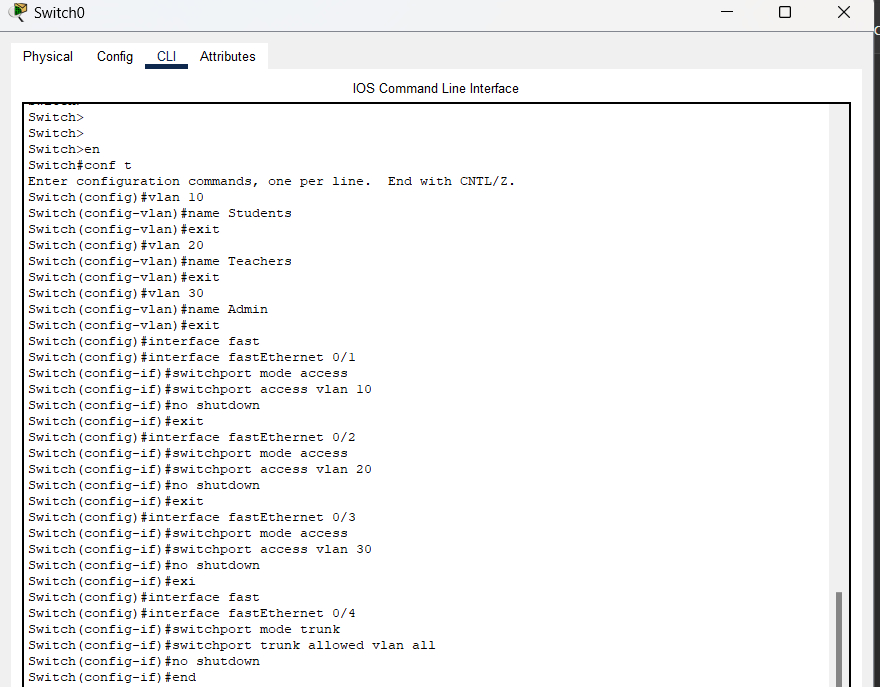 Switch0
Physical Config CLI Attributes
IOS Command Line Interface
Switch>
Switch>
Switch>en
Switch#conf t
Enter configuration commands, one per line.  End with CNTL/Z.
Switch(config)#vlan 10
Switch(config-vlan)#name Students
Switch(config-vlan)#exit
Switch(config)#vlan 20
Switch(config-vlan)#name Teachers
Switch(config-vlan)#exit
Switch(config)#vlan 30
Switch(config-vlan)#name Admin
Switch(config-vlan)#exit
Switch(config)#interface fast
Switch(config)#interface fastEthernet 0/1
Switch(config-if)#switchport mode access
Switch(config-if)#switchport access vlan 10
Switch(config-if)#no shutdown
Switch(config-if)#exit
Switch(config)#interface fastEthernet 0/2
Switch(config-if)#switchport mode access
Switch(config-if)#switchport access vlan 20
Switch(config-if)#no shutdown
Switch(config-if)#exit
Switch(config)#interface fastEthernet 0/3
Switch(config-if)#switchport mode access
Switch(config-if)#switchport access vlan 30
Switch(config-if)#no shutdown
Switch(config-if)#exi
Switch(config)#interface fast
Switch(config)#interface fastEthernet 0/4
Switch(config-if)#switchport mode trunk
Switch(config-if)#switchport trunk allowed vlan all
Switch(config-if)#no shutdown
Switch(config-if)#end